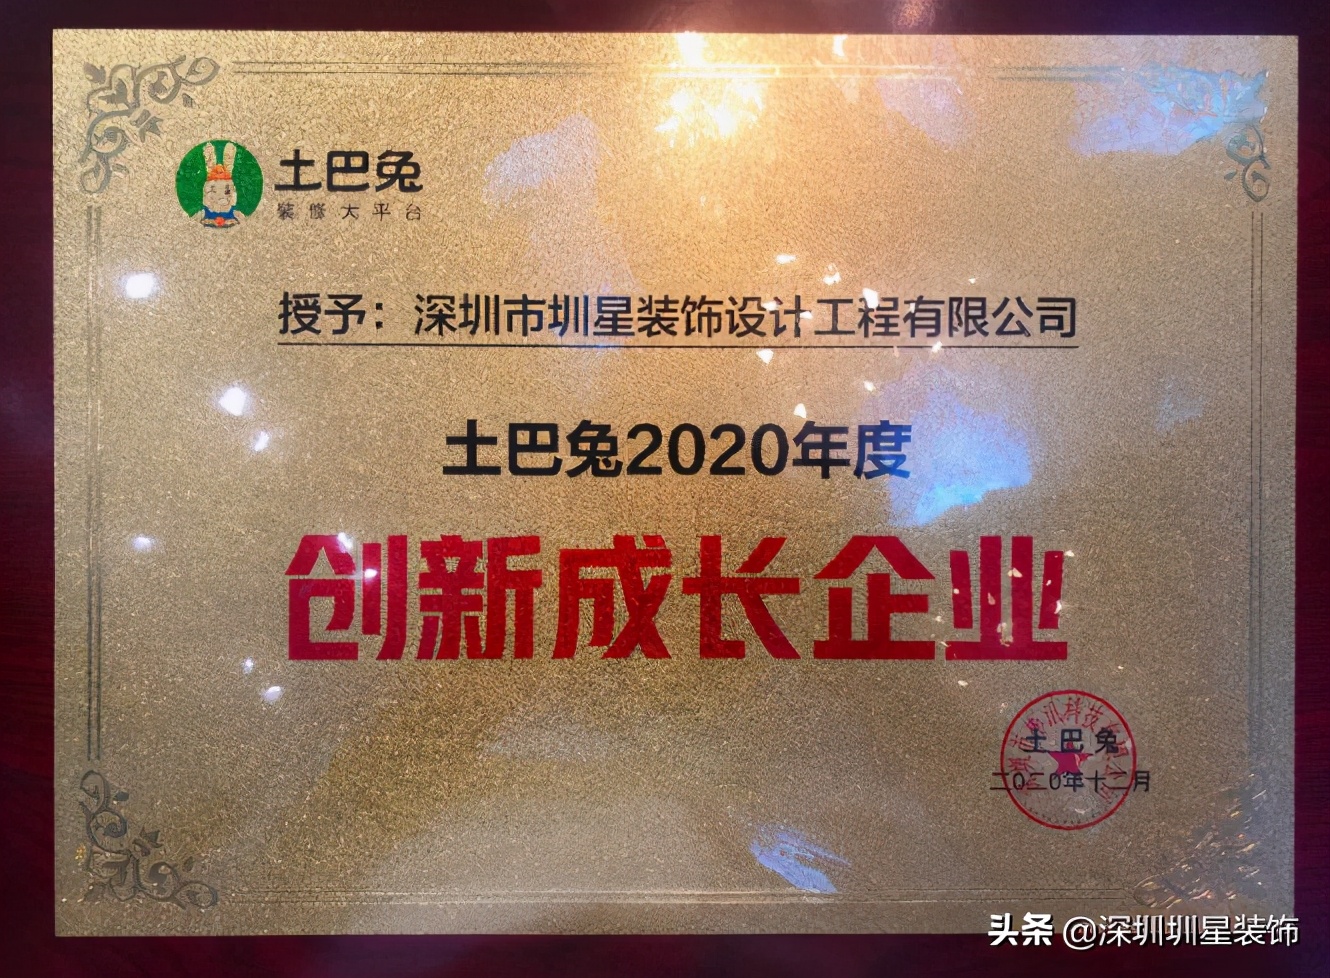 土巴兔
装修大平台
授予：深圳市圳星装饰设计工程有限公司
土巴兔2020年度
创新成长企业
土巴兔
二〇二〇年十二月
头条 @深圳圳星装饰